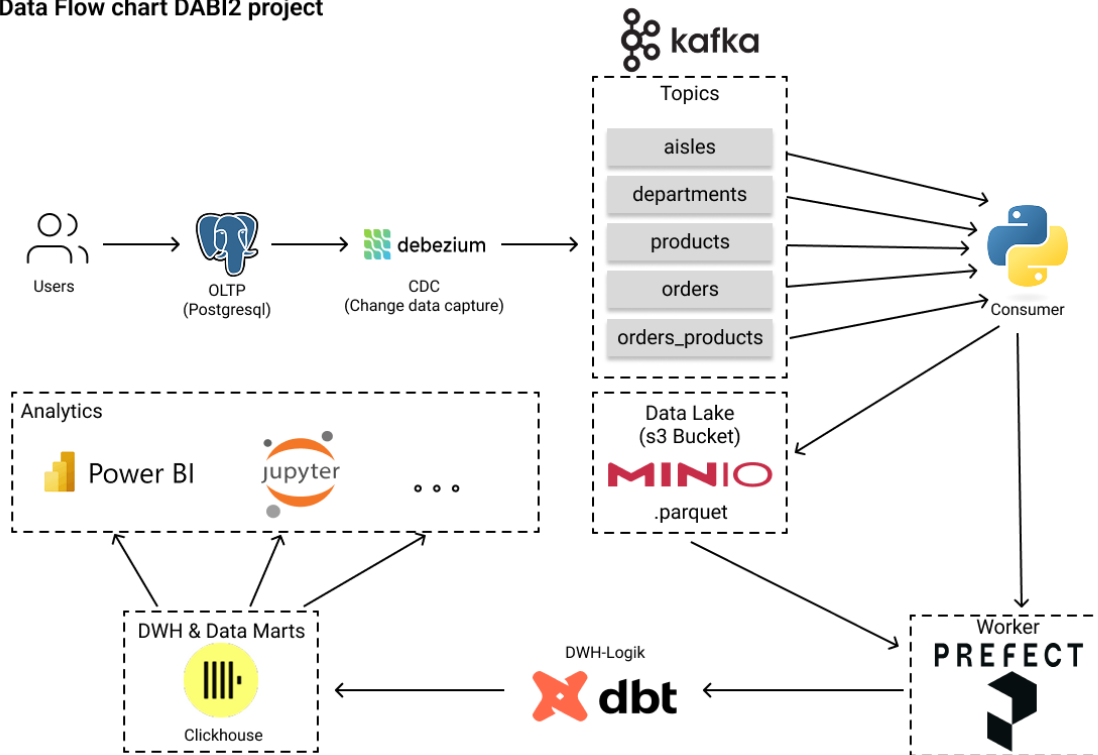 Data Flow chart DABI2 project
kafka
Topics
aisles
departments
products
orders
orders_products
Users
OLTP
(Postgresql)
debezium
CDC
(Change data capture)
Consumer
Analytics
Power BI
jupyter
Data Lake
(s3 Bucket)
MINIO
.parquet
DWH & Data Marts
Clickhouse
DWH-Logik
dbt
Worker
PREFECT